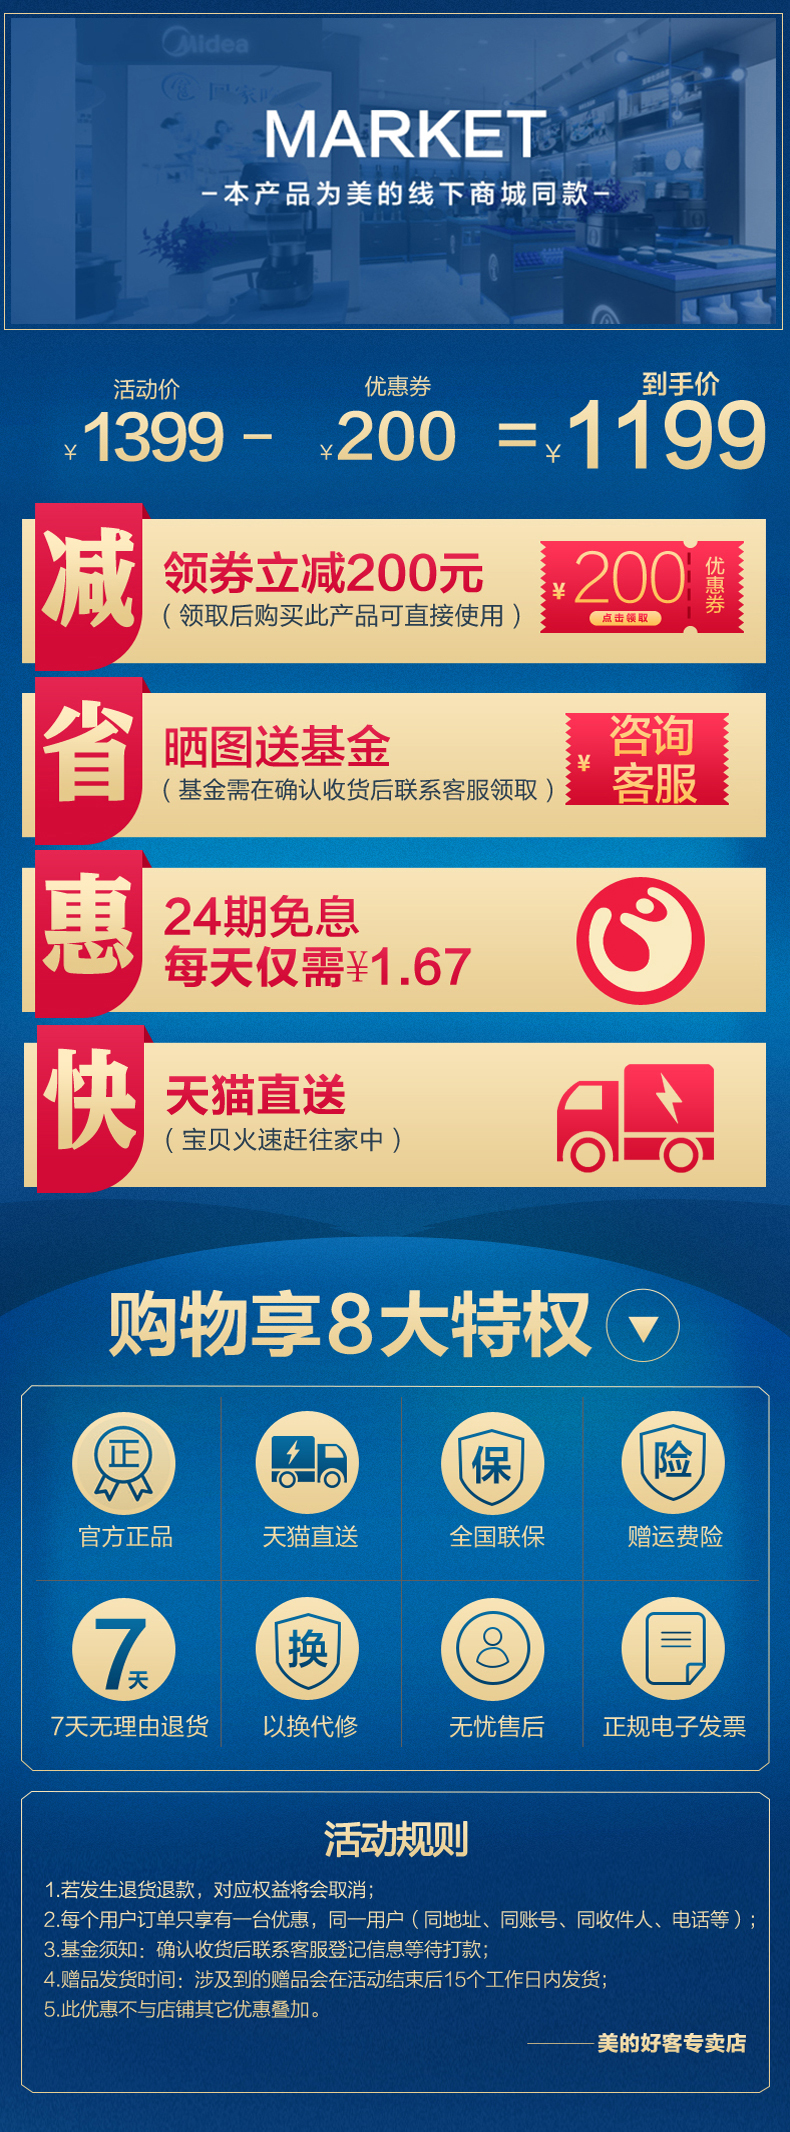 Midea
回家
MARKET
–本产品为美的线下商城同款–
活动价
优惠券
到手价
¥1399 – ¥200 = ¥1199
减
领券立减200元
（领取后购买此产品可直接使用）
¥200
优惠券
点击领取
省
晒图送基金
（基金需在确认收货后联系客服领取）
¥
咨询
客服
惠
24期免息
每天仅需¥1.67
快
天猫直送
（宝贝火速赶往家中）
购物享8大特权
正
保
险
官方正品
天猫直送
全国联保
赠运费险
7天
换
7天无理由退货
以换代修
无忧售后
正规电子发票
活动规则
1.若发生退货退款，对应权益将会取消；
2.每个用户订单只享有一台优惠，同一用户（同地址、同账号、同收件人、电话等）；
3.基金须知：确认收货后联系客服登记信息等待打款；
4.赠品发货时间：涉及到的赠品会在活动结束后15个工作日内发货；
5.此优惠不与店铺其它优惠叠加。
———美的好客专卖店